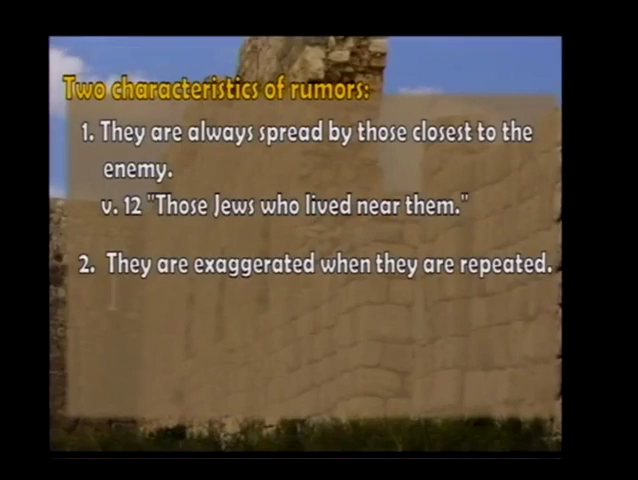 Two characteristics of rumors:
1. They are always spread by those closest to the
enemy.
v. 12 "Those Jews who lived near them."
2. They are exaggerated when they are repeated.